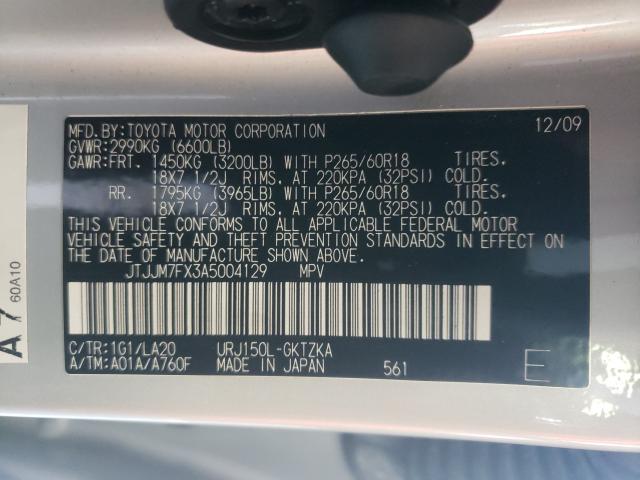 MFD.BY:TOYOTA MOTOR CORPORATION 12/09
GVWR:2990KG (6600LB)
GAWR:FRT. 1450KG (3200LB) WITH P265/60R18 TIRES.
18X7 1/2J RIMS. AT 220KPA (32PSI) COLD.
RR. 1795KG (3965LB) WITH P265/60R18 TIRES.
18X7 1/2J RIMS. AT 220KPA (32PSI) COLD.
THIS VEHICLE CONFORMS TO ALL APPLICABLE FEDERAL MOTOR
VEHICLE SAFETY AND THEFT PREVENTION STANDARDS IN EFFECT ON
THE DATE OF MANUFACTURE SHOWN ABOVE.
JTJJM7FX3A5004129 MPV
C/TR:1G1/LA20 URJ150L-GKTZKA
A/TM:A01A/A760F MADE IN JAPAN 561 E
60A10